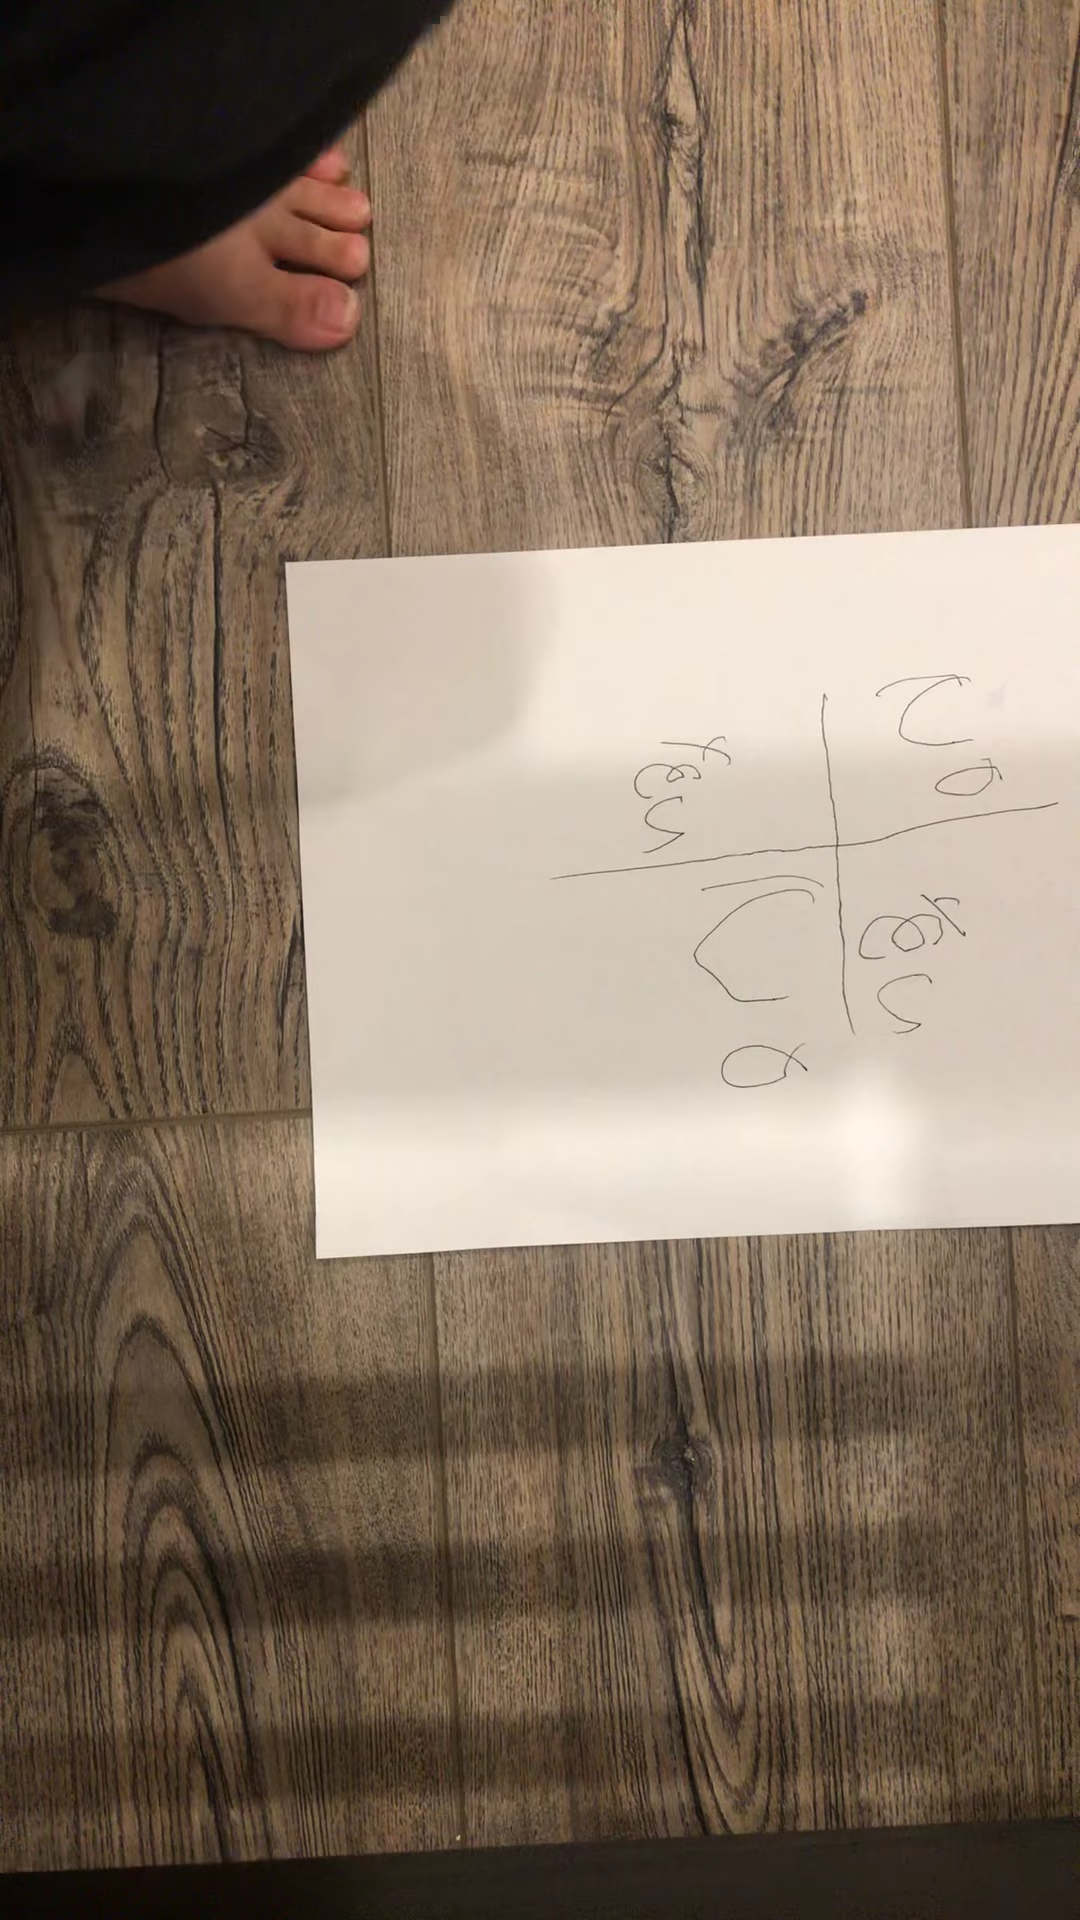 No yes
yes No